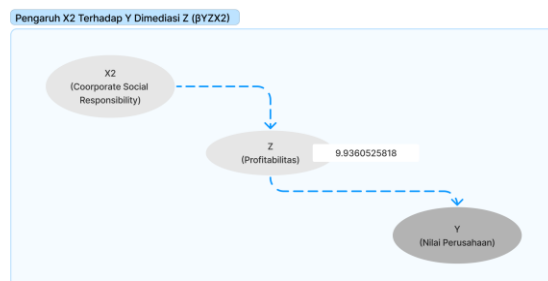 Pengaruh X2 Terhadap Y Dimediasi Z (βYZX2)
X2
(Coorporate Social
Responsibility)
Z
(Profitabilitas)
9.9360525818
Y
(Nilai Perusahaan)